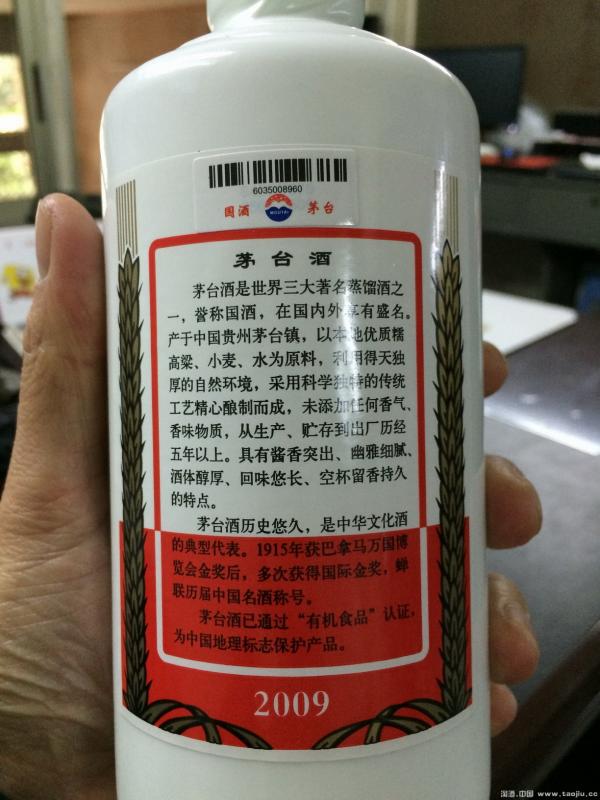 6035008960
国酒
MOUTAI
茅台
茅台酒
茅台酒是世界三大著名蒸馏酒之
一，誉称国酒，在国内外享有盛名。
产于中国贵州茅台镇，以本地优质糯
高粱、小麦、水为原料，利用得天独
厚的自然环境，采用科学独特的传统
工艺精心酿制而成，未添加任何香气、
香味物质，从生产、贮存到出厂历经
五年以上。具有酱香突出、幽雅细腻、
酒体醇厚、回味悠长、空杯留香持久
的特点。
茅台酒历史悠久，是中华文化酒
的典型代表。1915年获巴拿马万国博
览会金奖后，多次获得国际金奖，蝉
联历届中国名酒称号。
茅台酒已通过“有机食品”认证，
为中国地理标志保护产品。
2009
淘酒.中国 www.taojiu.cc